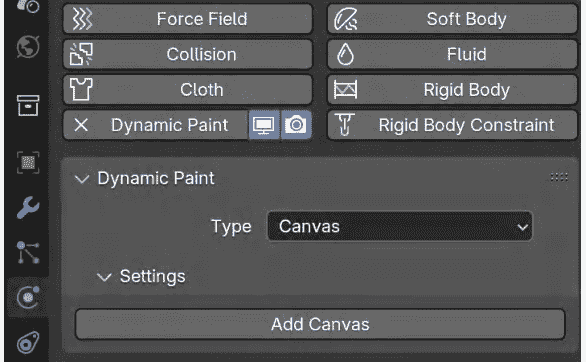 Force Field Soft Body
Collision Fluid
Cloth Rigid Body
Dynamic Paint Rigid Body Constraint
Dynamic Paint
Type Canvas
Settings
Add Canvas